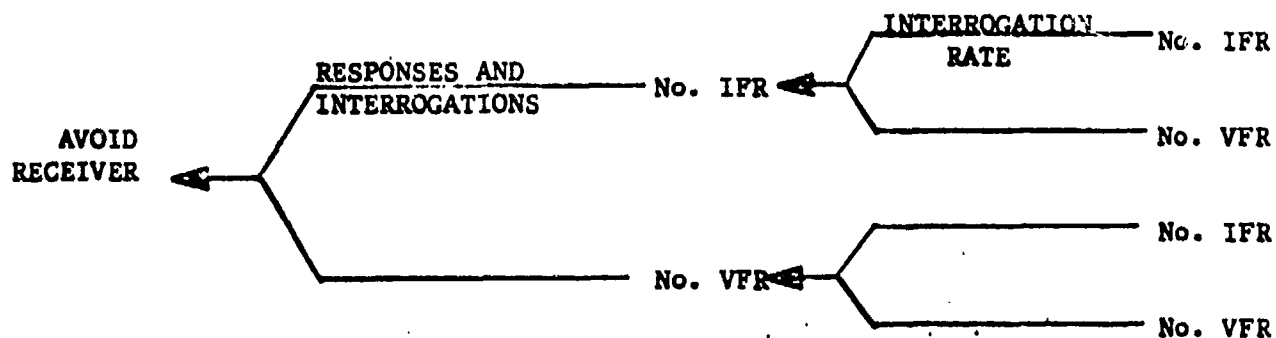 INTERROGATION
RATE
No. IFR
RESPONSES AND
INTERROGATIONS
No. IFR
No. VFR
AVOID
RECEIVER
No. IFR
No. VFR
No. VFR